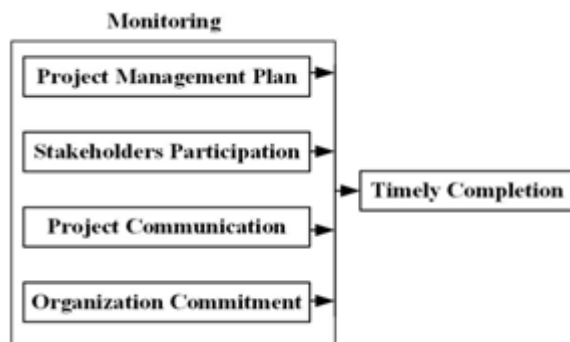 Monitoring
Project Management Plan
Stakeholders Participation
Timely Completion
Project Communication
Organization Commitment